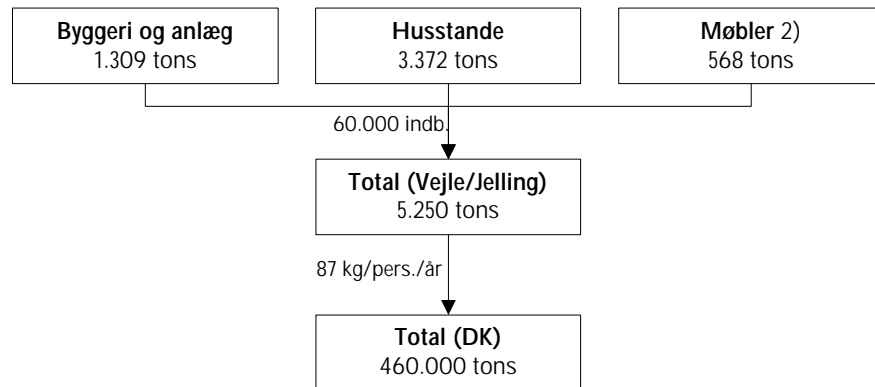 Byggeri og anlæg
1.309 tons
Husstande
3.372 tons
Møbler 2)
568 tons
60.000 indb.
Total (Vejle/Jelling)
5.250 tons
87 kg/pers./år
Total (DK)
460.000 tons